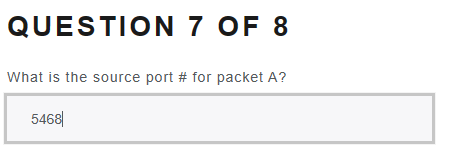 QUESTION 7 OF 8
What is the source port # for packet A?
5468